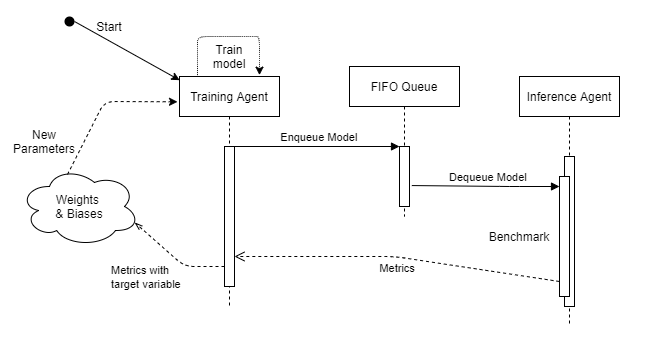 Start
Train
model
Training Agent
FIFO Queue
Inference Agent
New
Parameters
Enqueue Model
Dequeue Model
Weights
& Biases
Benchmark
Metrics with
target variable
Metrics